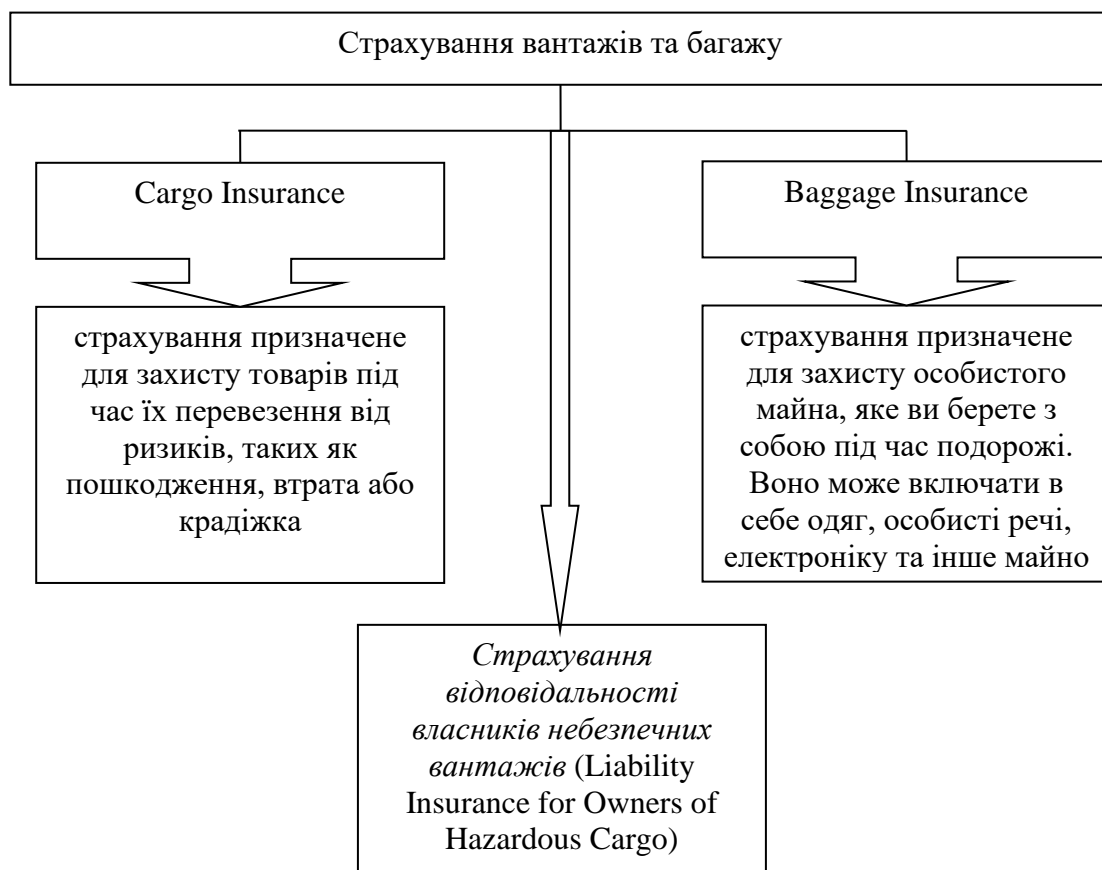 Страхування вантажів та багажу
Cargo Insurance
Baggage Insurance
страхування призначене
для захисту товарів під
час їх перевезення від
ризиків, таких як
пошкодження, втрата або
крадіжка
страхування призначене
для захисту особистого
майна, яке ви берете з
собою під час подорожі.
Воно може включати в
себе одяг, особисті речі,
електроніку та інше майно
Страхування
відповідальності
власників небезпечних
вантажів (Liability
Insurance for Owners of
Hazardous Cargo)